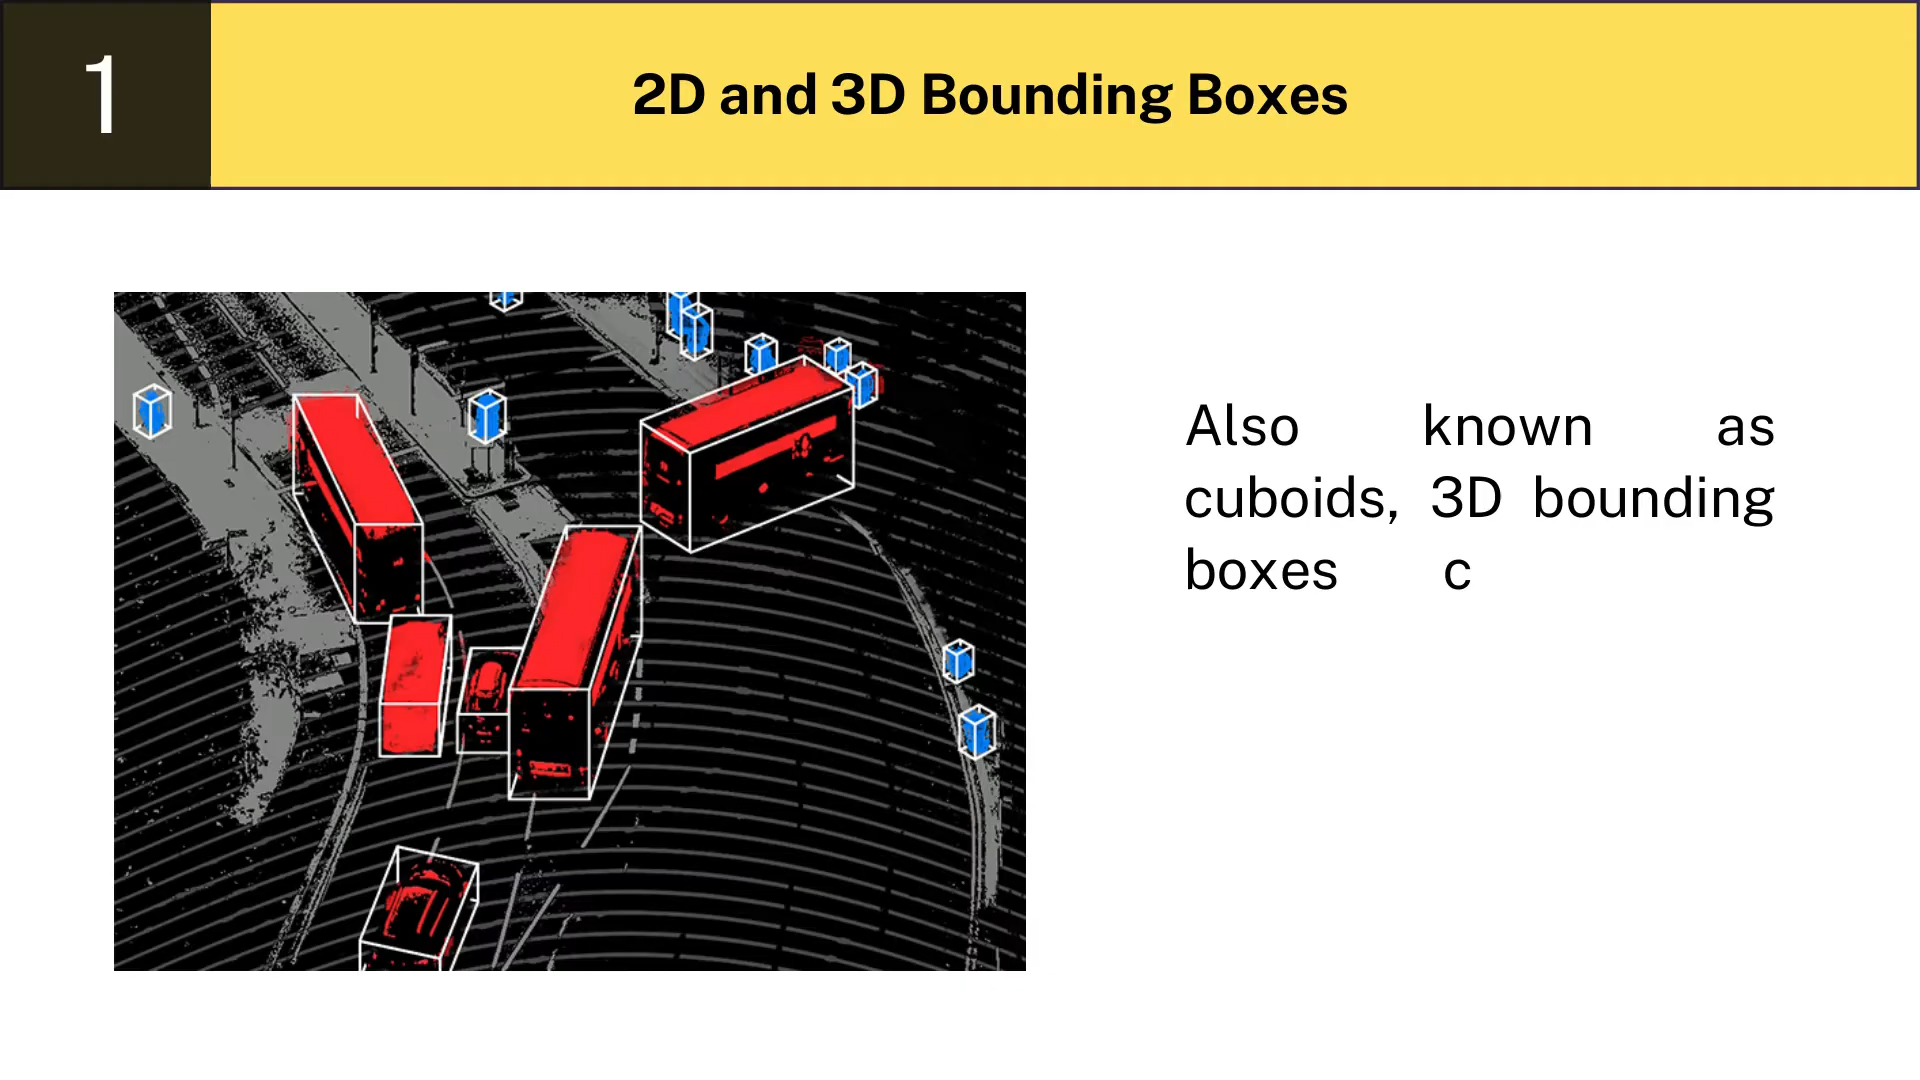 1
2D and 3D Bounding Boxes
Also known as
cuboids, 3D bounding
boxes c